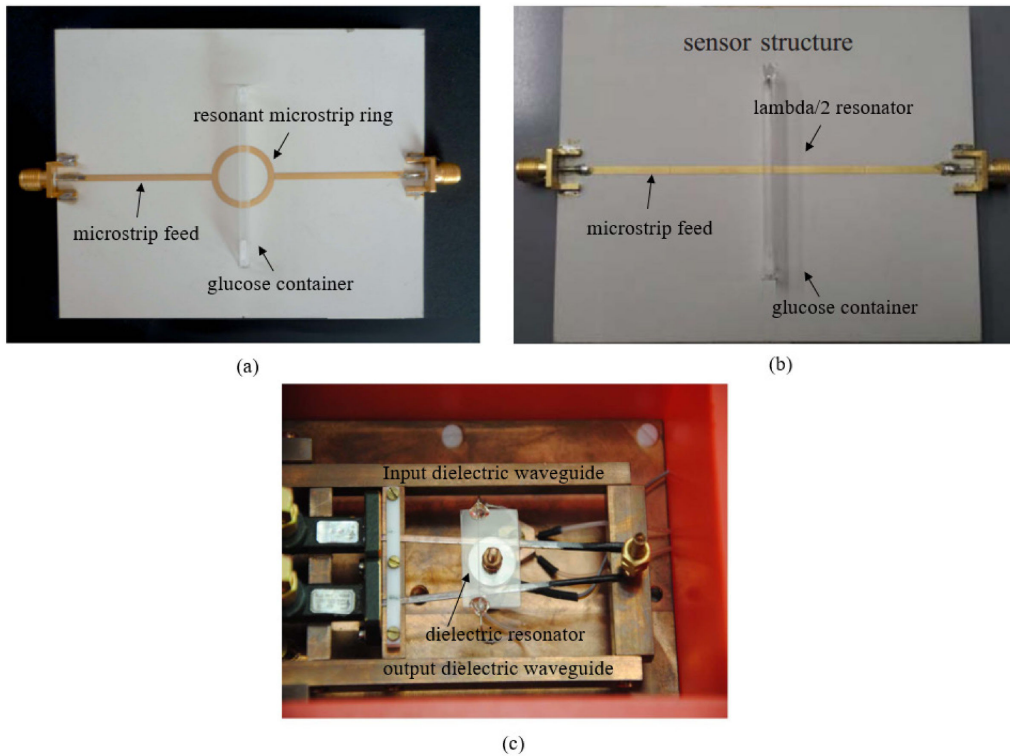 resonant microstrip ring
microstrip feed
glucose container
(a)
sensor structure
lambda/2 resonator
microstrip feed
glucose container
(b)
Input dielectric waveguide
dielectric resonator
output dielectric waveguide
(c)